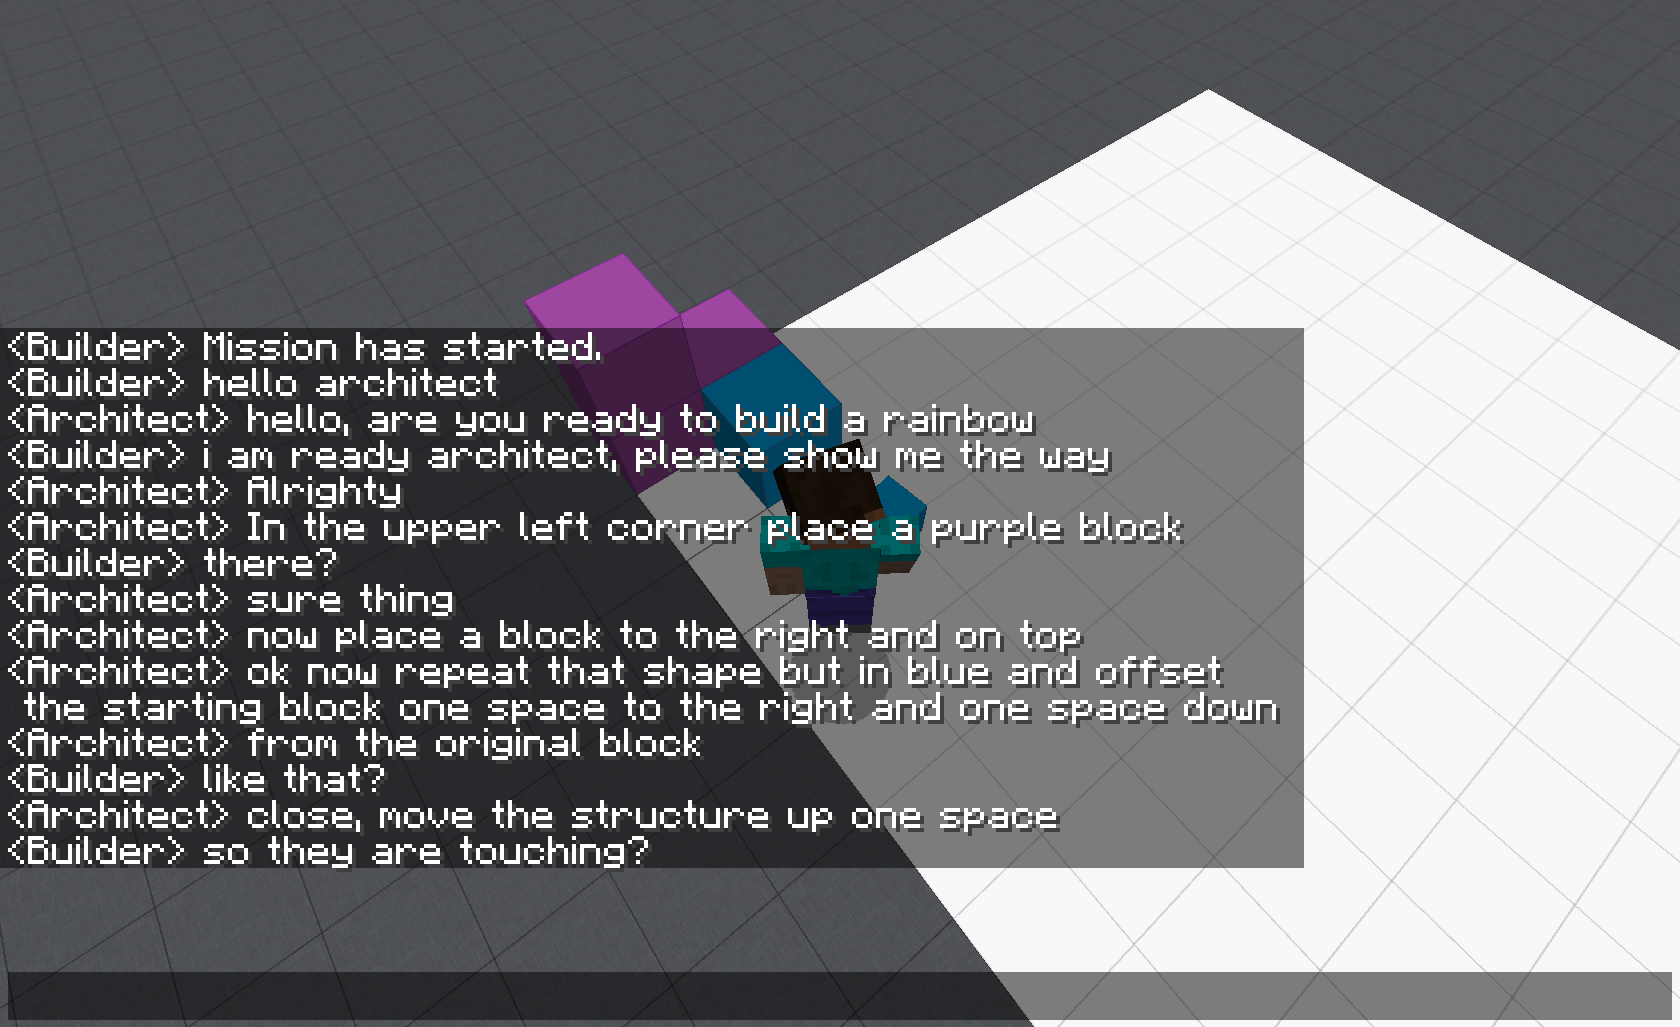 <Builder> Mission has started.
<Builder> hello architect
<Architect> hello, are you ready to build a rainbow
<Builder> i am ready architect, please show me the way
<Architect> Alrighty
<Architect> In the upper left corner place a purple block
<Builder> there?
<Architect> sure thing
<Architect> now place a block to the right and on top
<Architect> ok now repeat that shape but in blue and offset
the starting block one space to the right and one space down
<Architect> from the original block
<Builder> like that?
<Architect> close, move the structure up one space
<Builder> so they are touching?